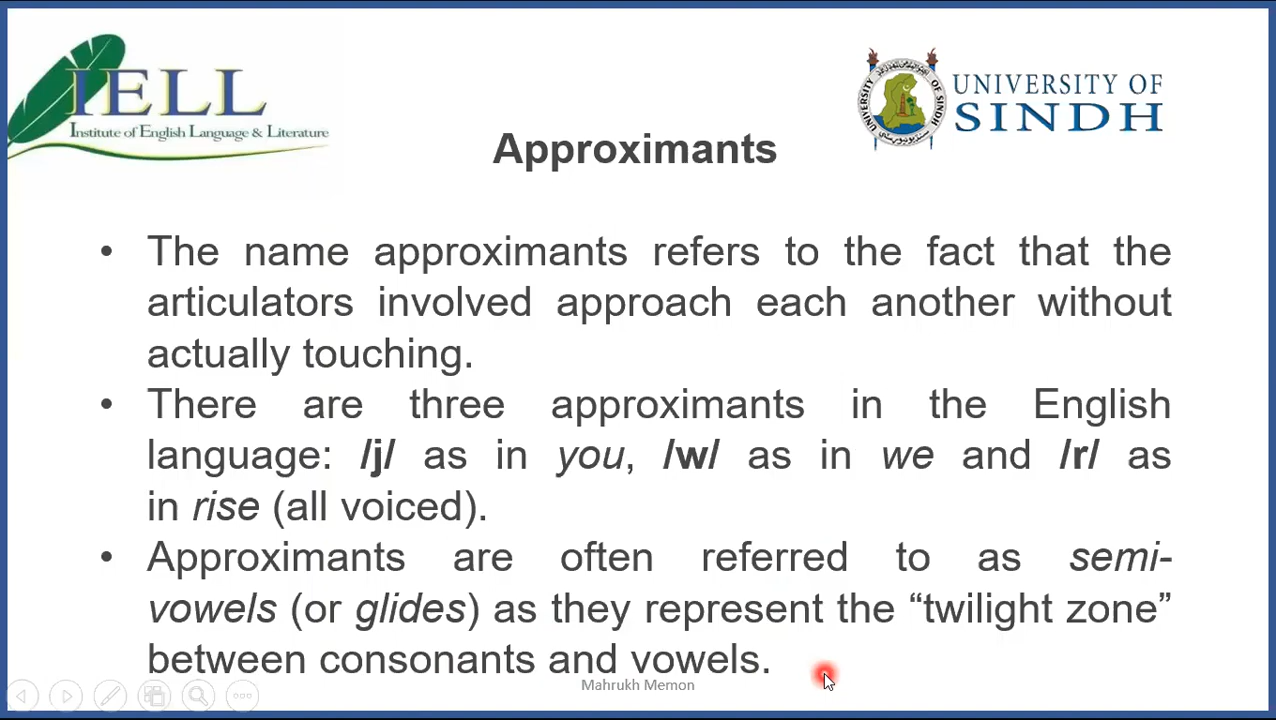 IELL
Institute of English Language & Literature
UNIVERSITY OF
SINDH
Approximants
• The name approximants refers to the fact that the
articulators involved approach each another without
actually touching.
• There are three approximants in the English
language: /j/ as in you, /w/ as in we and /r/ as
in rise (all voiced).
• Approximants are often referred to as semi-
vowels (or glides) as they represent the “twilight zone”
between consonants and vowels.
Mahrukh Memon